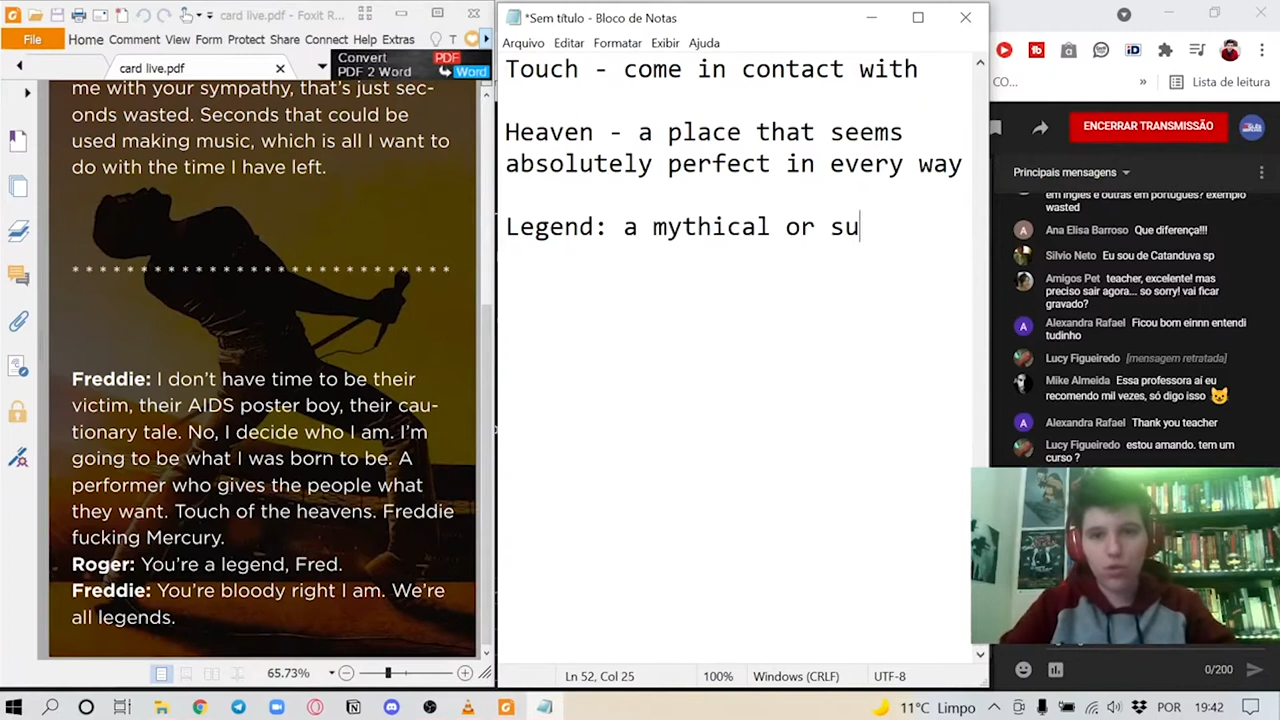 card live.pdf - Foxit R...
File
Home
Comment
View
Form
Protect
Share
Connect
Help
Extras
Convert
PDF 2 Word
PDF
Word
card live.pdf
me with your sympathy, that's just sec-
onds wasted. Seconds that could be
used making music, which is all I want to
do with the time I have left.
* * * * * * * * * * * * * * * * * * * * * * * * * *
Freddie: I don't have time to be their
victim, their AIDS poster boy, their cau-
tionary tale. No, I decide who I am. I'm
going to be what I was born to be. A
performer who gives the people what
they want. Touch of the heavens. Freddie
fucking Mercury.
Roger: You're a legend, Fred.
Freddie: You're bloody right I am. We're
all legends.
65.73%
*Sem título - Bloco de Notas
Arquivo
Editar
Formatar
Exibir
Ajuda
Touch - come in contact with
Heaven - a place that seems
absolutely perfect in every way
Legend: a mythical or su
Ln 52, Col 25
100%
Windows (CRLF)
UTF-8
CO...
»
Lista de leitura
ENCERRAR TRANSMISSÃO
Principais mensagens
em ingles e outras em português? exemplo
wasted
Ana Elisa Barroso Que diferença!!!
Silvio Neto Eu sou de Catanduva sp
Amigos Pet teacher, excelente! mas
preciso sair agora... so sorry! vai ficar
gravado?
Alexandra Rafael Ficou bom einnn entendi
tudinho
Lucy Figueiredo [mensagem retratada]
Mike Almeida Essa professora aí eu
recomendo mil vezes, só digo isso
Alexandra Rafael Thank you teacher
Lucy Figueiredo estou amando. tem um
curso ?
0/200
11°C Limpo
POR
19:42